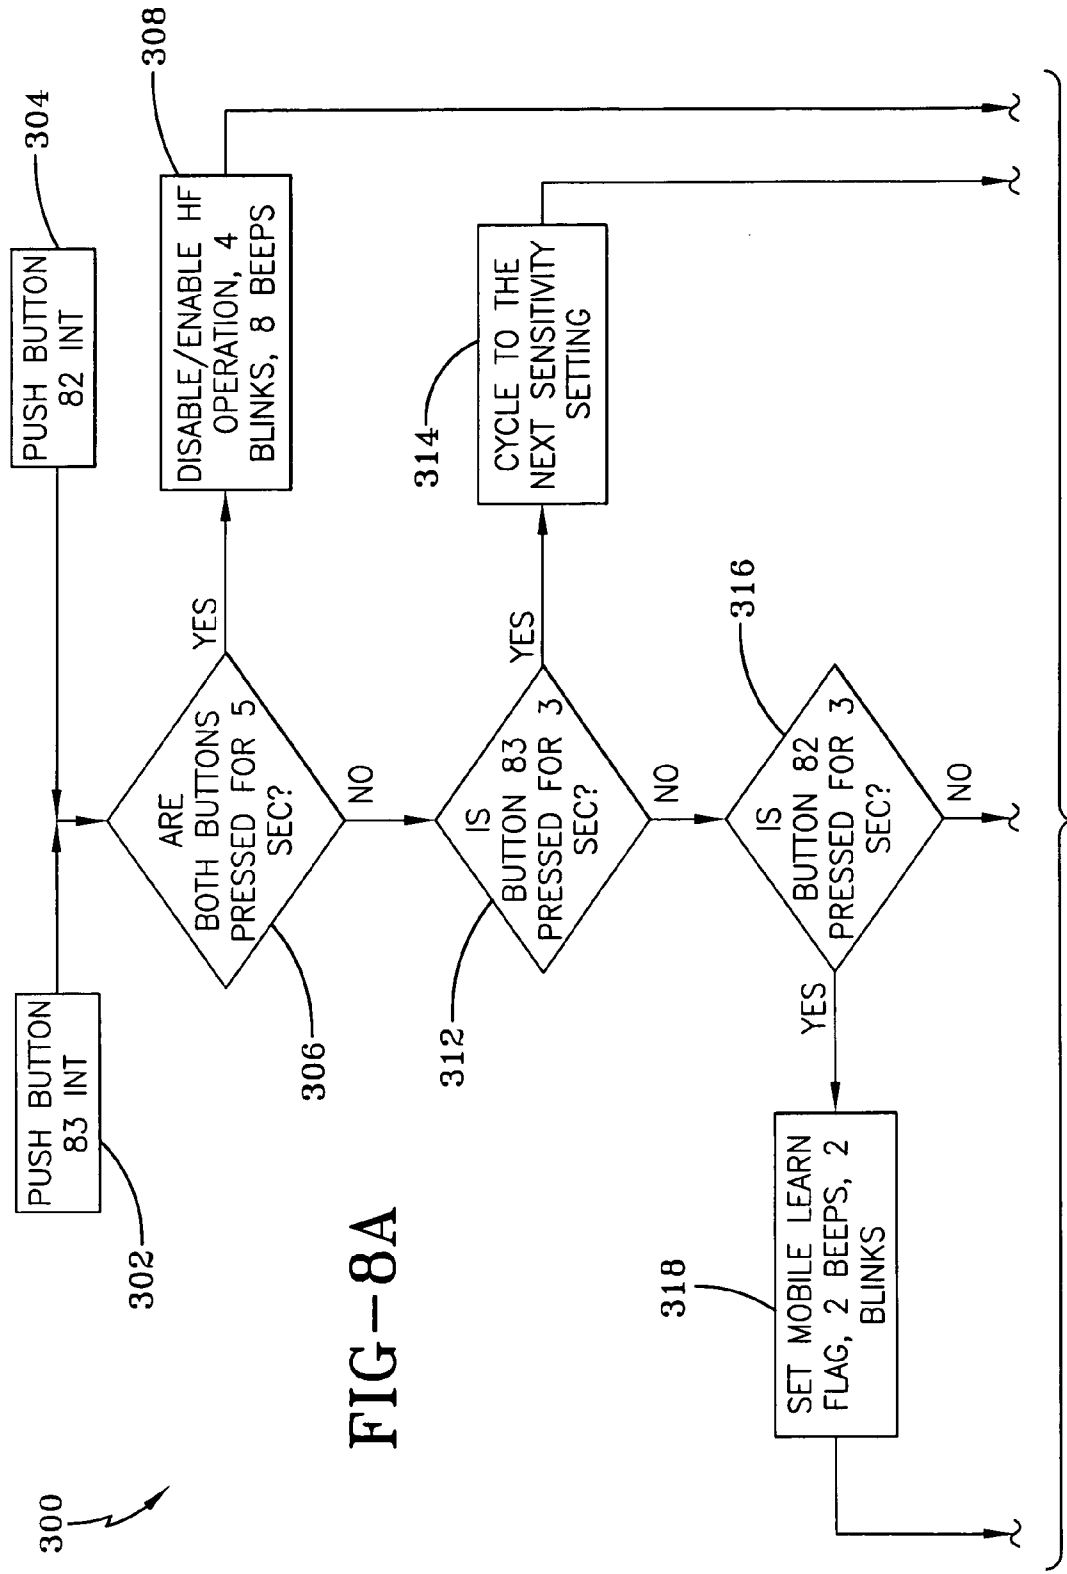 300
302
PUSH BUTTON
83 INT
304
PUSH BUTTON
82 INT
306
ARE
BOTH BUTTONS
PRESSED FOR 5
SEC?
YES
NO
308
DISABLE/ENABLE HF
OPERATION, 4
BLINKS, 8 BEEPS
312
IS
BUTTON 83
PRESSED FOR 3
SEC?
YES
NO
314
CYCLE TO THE
NEXT SENSITIVITY
SETTING
316
IS
BUTTON 82
PRESSED FOR 3
SEC?
YES
NO
318
SET MOBILE LEARN
FLAG, 2 BEEPS, 2
BLINKS
FIG-8A